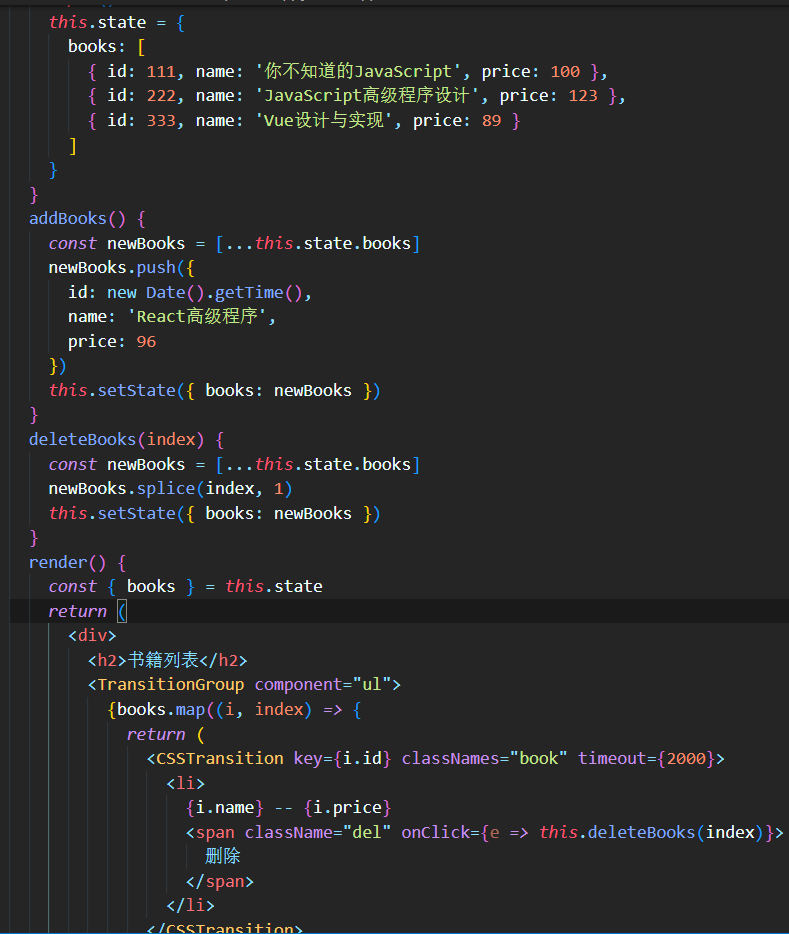 this.state = {
books: [
{ id: 111, name: '你不知道的JavaScript', price: 100 },
{ id: 222, name: 'JavaScript高级程序设计', price: 123 },
{ id: 333, name: 'Vue设计与实现', price: 89 }
]
}
}
addBooks() {
const newBooks = [...this.state.books]
newBooks.push({
id: new Date().getTime(),
name: 'React高级程序',
price: 96
})
this.setState({ books: newBooks })
}
deleteBooks(index) {
const newBooks = [...this.state.books]
newBooks.splice(index, 1)
this.setState({ books: newBooks })
}
render() {
const { books } = this.state
return (
<div>
<h2>书籍列表</h2>
<TransitionGroup component="ul">
{books.map((i, index) => {
return (
<CSSTransition key={i.id} classNames="book" timeout={2000}>
<li>
{i.name} -- {i.price}
<span className="del" onClick={e => this.deleteBooks(index)}>
删除
</span>
</li>
</CSSTransition>